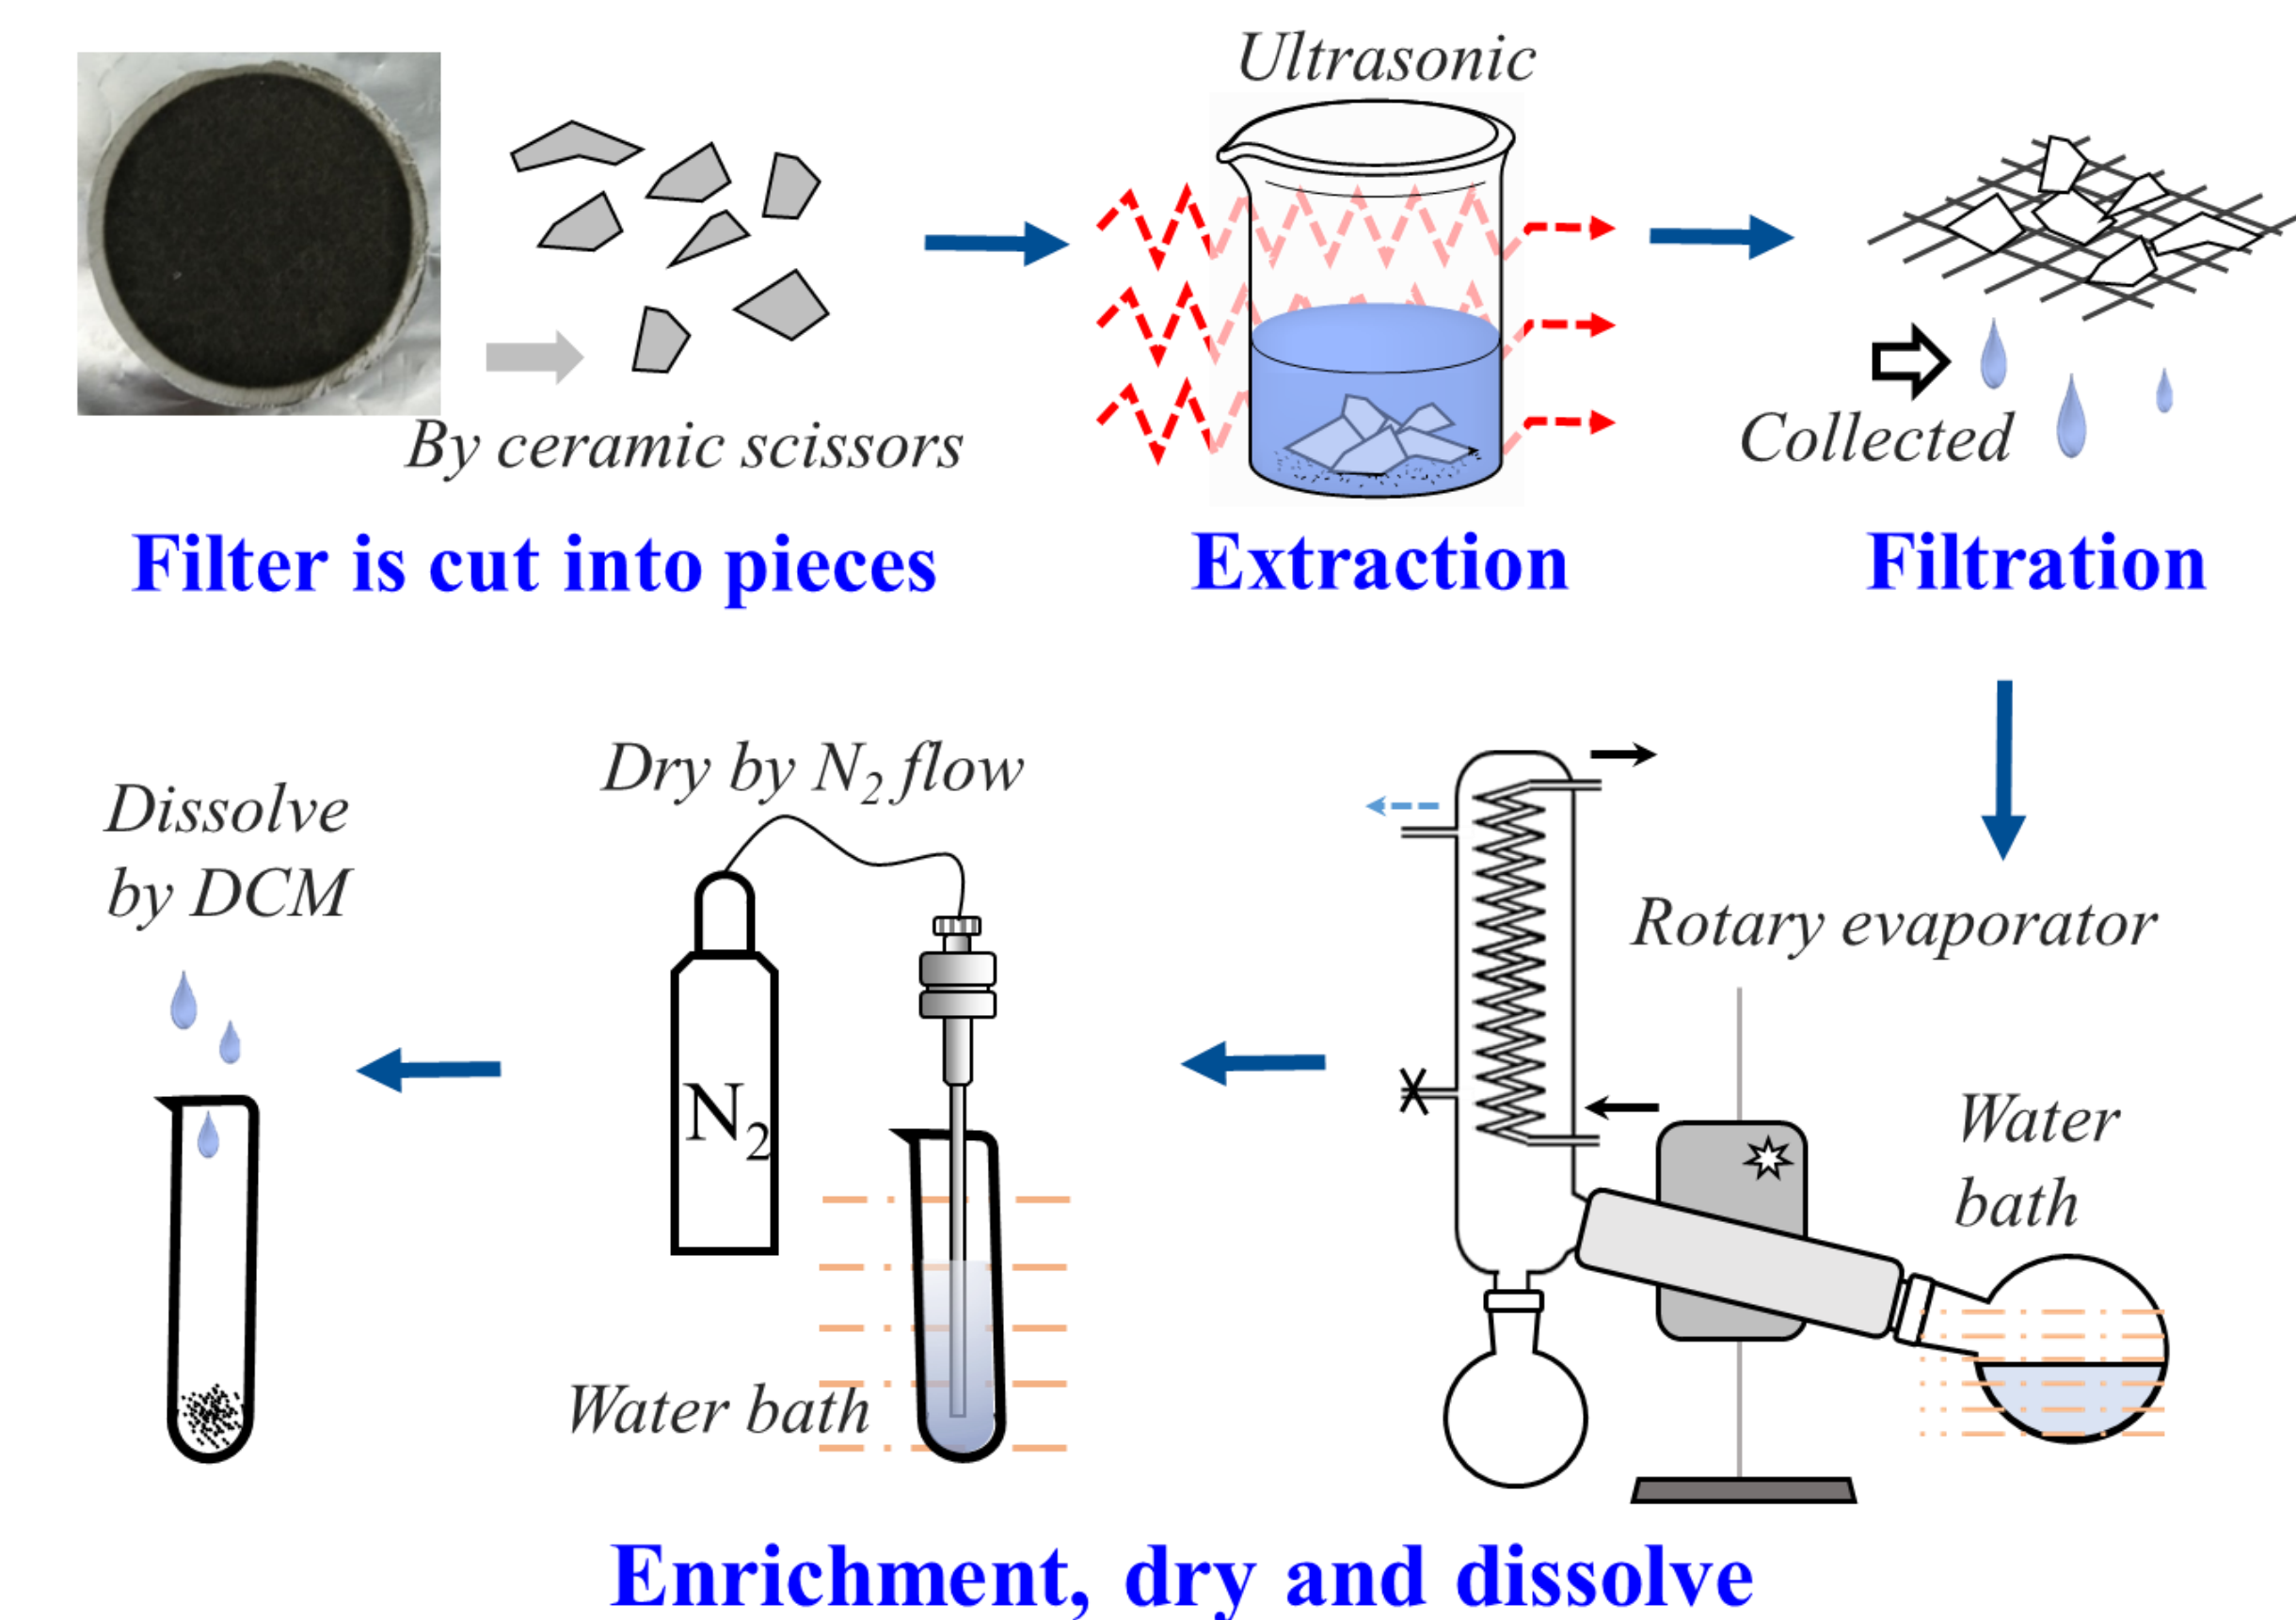 Ultrasonic
By ceramic scissors
Collected
Filter is cut into pieces
Extraction
Filtration
Rotary evaporator
Water
bath
Dry by N₂ flow
N₂
Water bath
Dissolve
by DCM
Enrichment, dry and dissolve